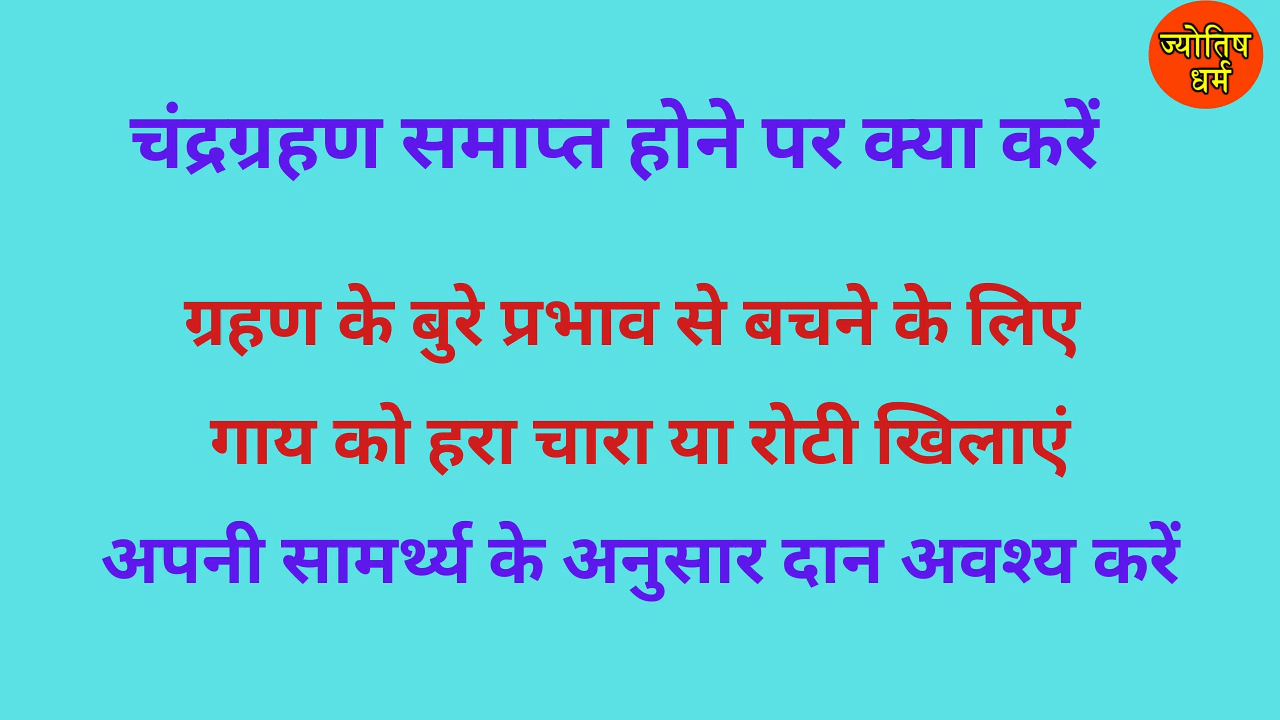 ज्योतिष
धर्म
चंद्रग्रहण समाप्त होने पर क्या करें
ग्रहण के बुरे प्रभाव से बचने के लिए
गाय को हरा चारा या रोटी खिलाएं
अपनी सामर्थ्य के अनुसार दान अवश्य करें